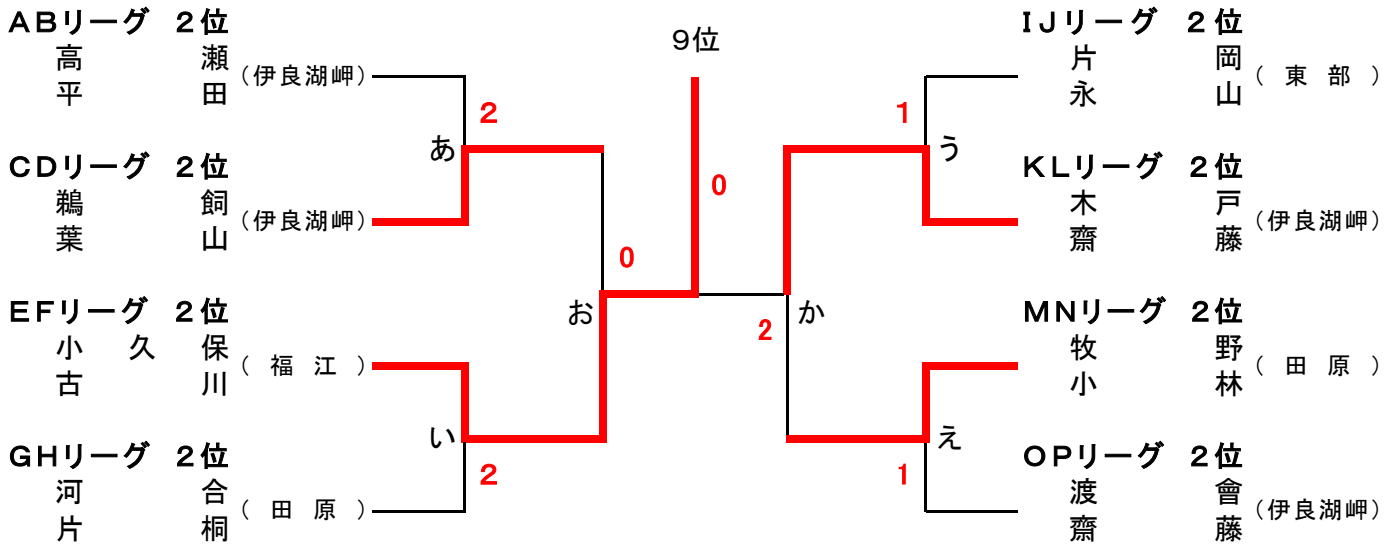 ABリーグ 2位
高瀬
平田
(伊良湖岬)
2
あ
CDリーグ 2位
鵜飼
葉山
(伊良湖岬)
0
お
EFリーグ 2位
小久保
古川
(福江)
い
2
GHリーグ 2位
河合
片桐
(田原)
9位
0
IJリーグ 2位
片岡
永山
(東部)
1
う
KLリーグ 2位
木戸
齋藤
(伊良湖岬)
か
2
MNリーグ 2位
牧野
小林
(田原)
え
1
OPリーグ 2位
渡會
齋藤
(伊良湖岬)